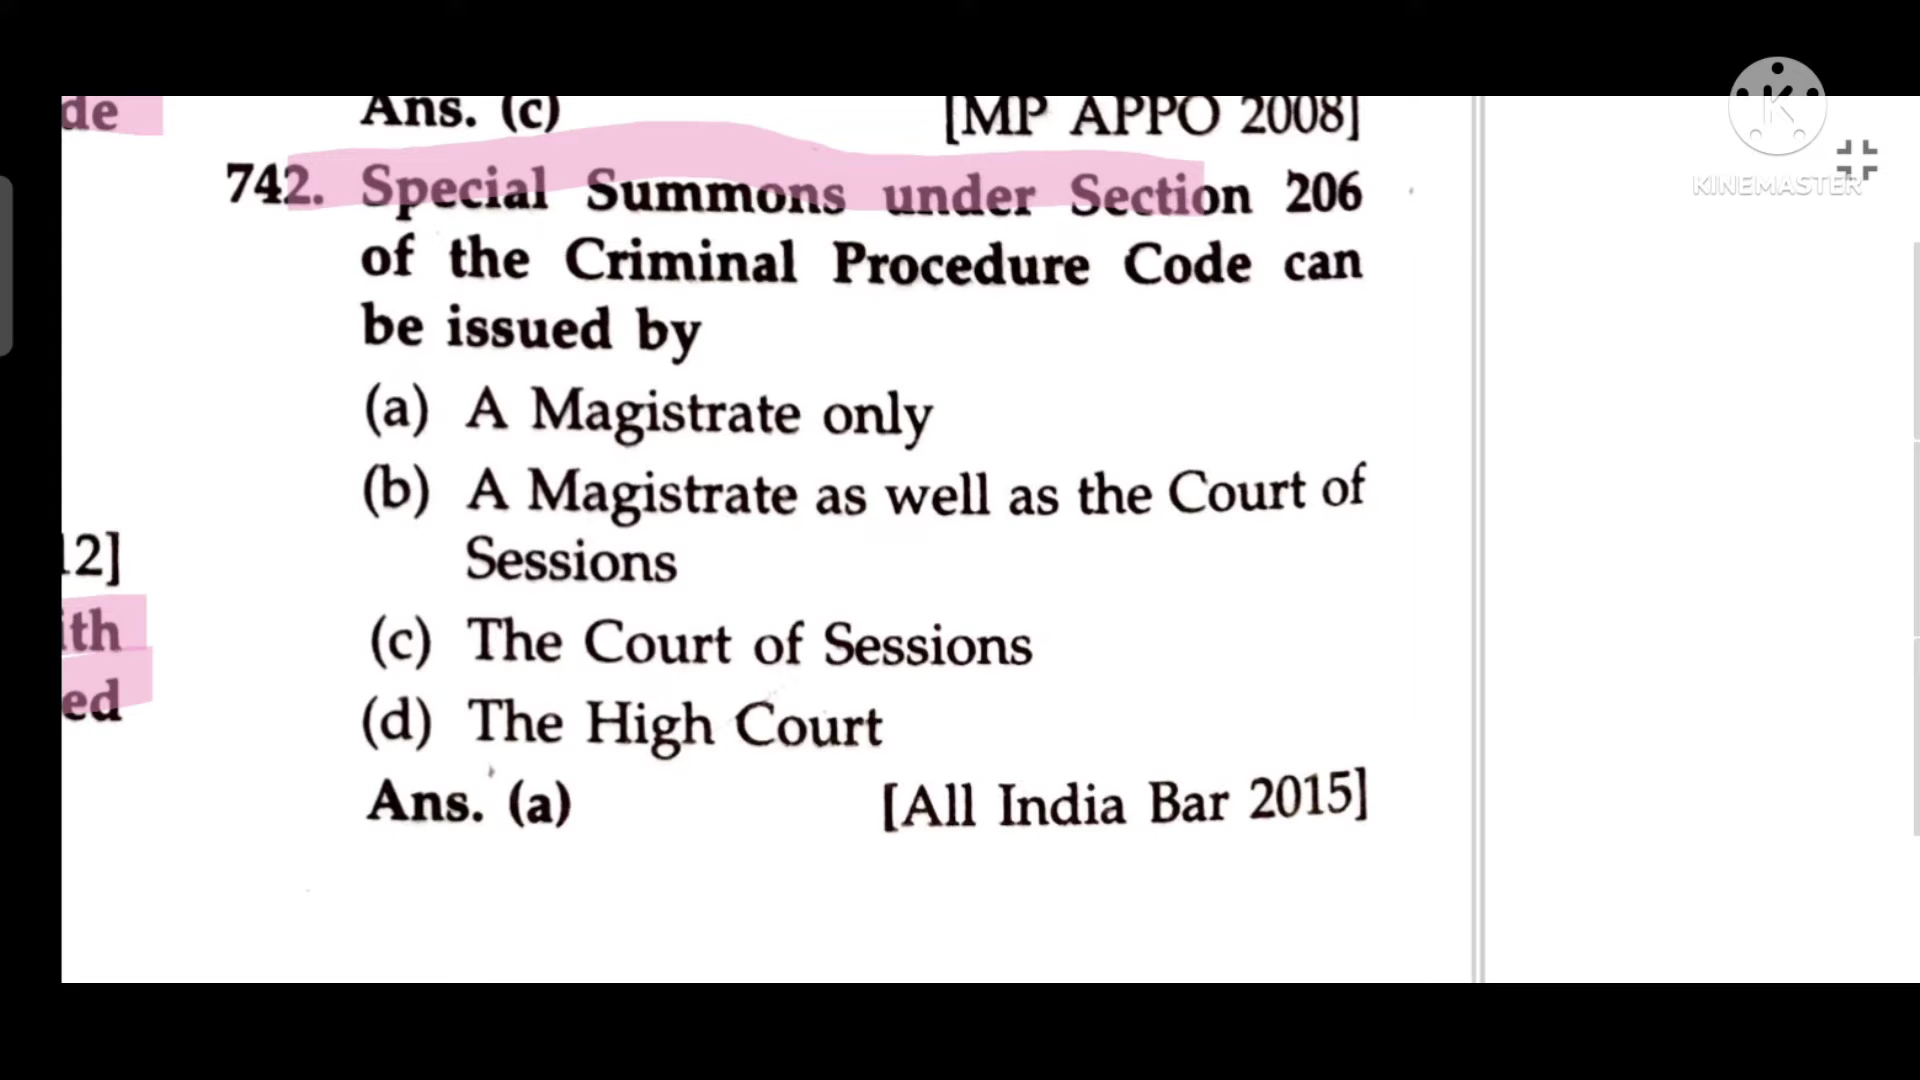 de
Ans. (c) [MP APPO 2008]
742. Special Summons under Section 206
of the Criminal Procedure Code can
be issued by
(a) A Magistrate only
(b) A Magistrate as well as the Court of
Sessions
(c) The Court of Sessions
(d) The High Court
Ans. (a) [All India Bar 2015]
12]
ith
ed
KINEMASTER